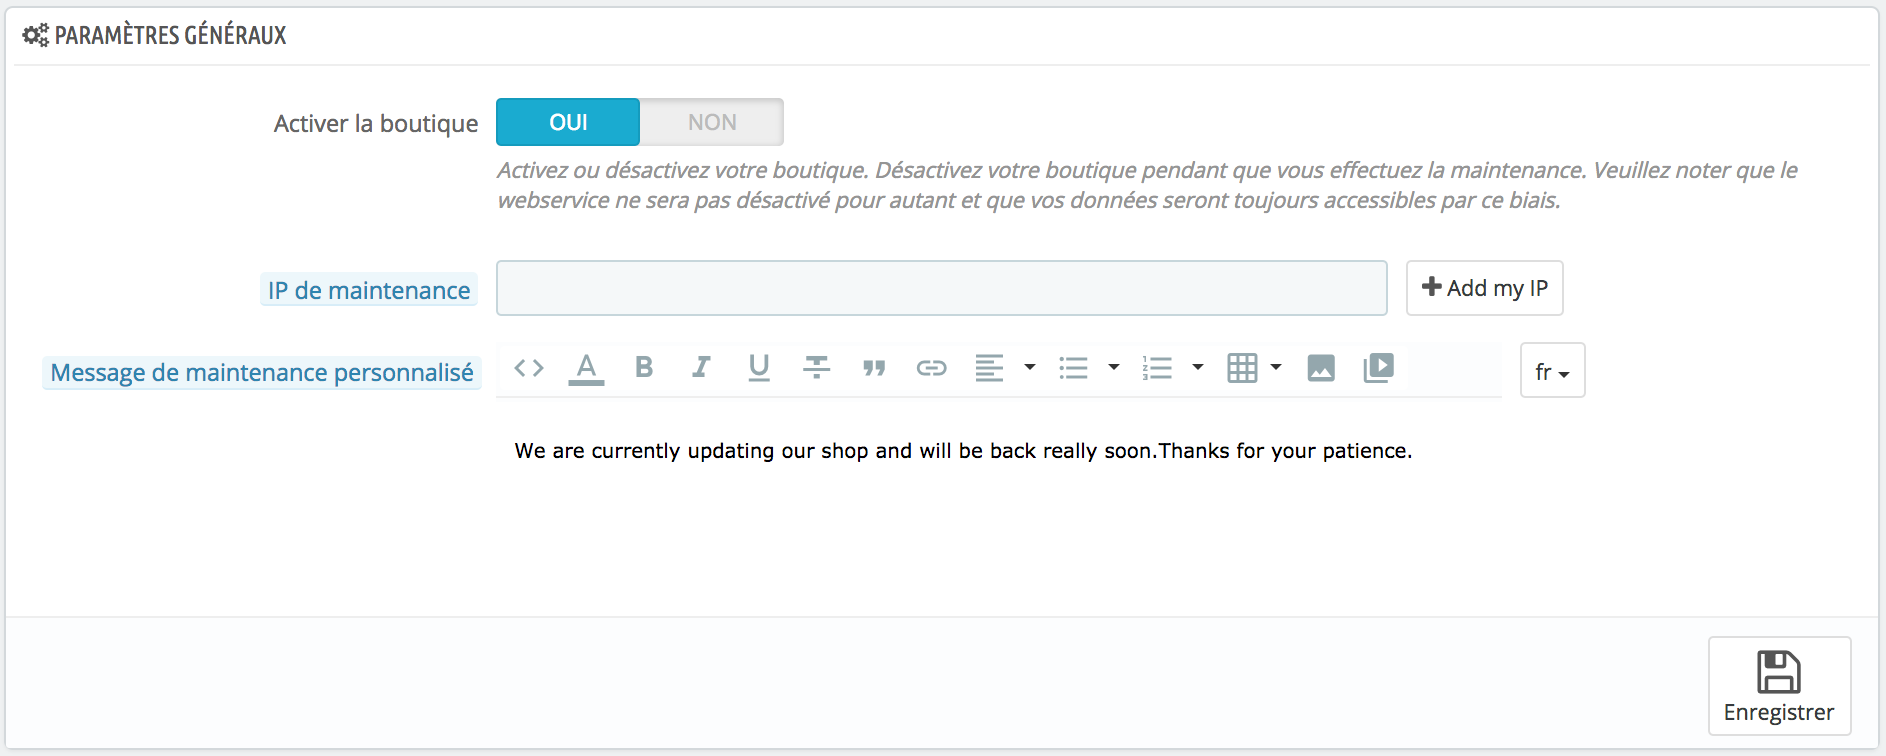 PARAMÈTRES GÉNÉRAUX
Activer la boutique OUI NON
Activez ou désactivez votre boutique. Désactivez votre boutique pendant que vous effectuez la maintenance. Veuillez noter que le
webservice ne sera pas désactivé pour autant et que vos données seront toujours accessibles par ce biais.
IP de maintenance Add my IP
Message de maintenance personnalisé fr
We are currently updating our shop and will be back really soon.Thanks for your patience.
Enregistrer